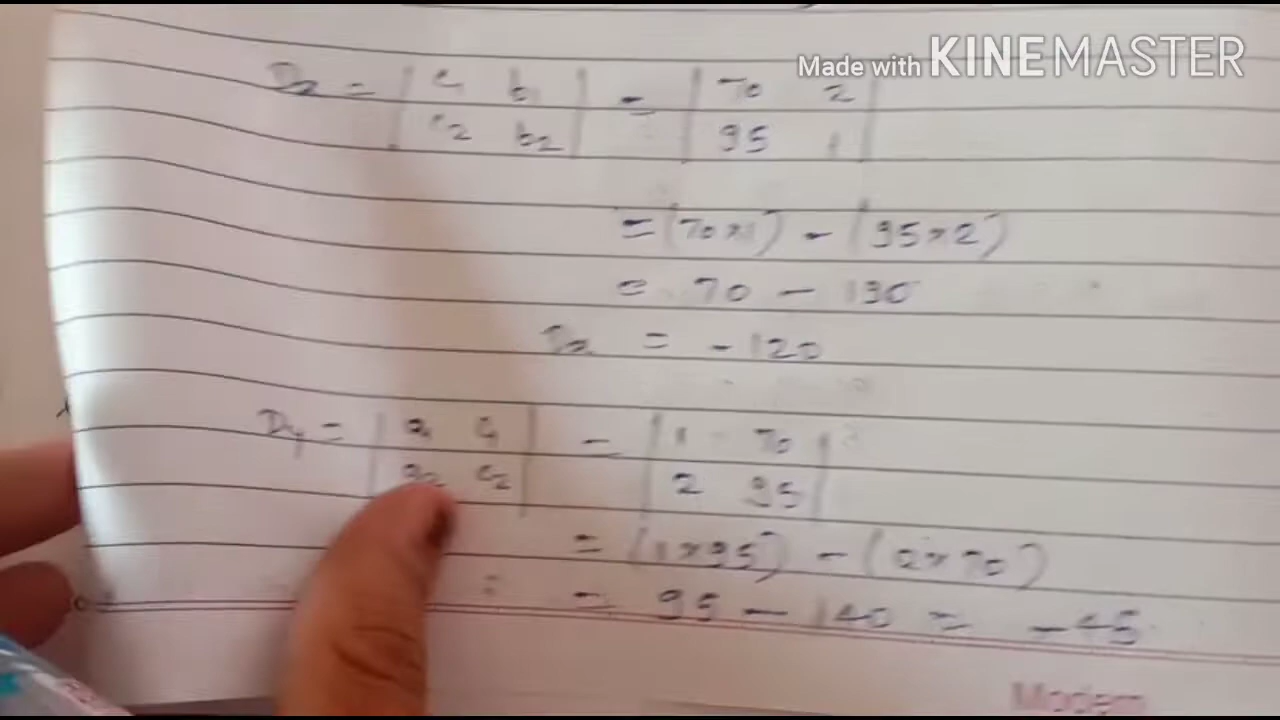 Made with KINEMASTER
Dx = | c1 b1 | = | 70 2 |
| c2 b2 | | 95 1 |
= (70×1) - (95×2)
= 70 - 190
Dx = -120
Dy = | a1 c1 | = | 1 70 |
| a2 c2 | | 2 95 |
= (1×95) - (2×70)
= 95 - 140 = -45
Modern